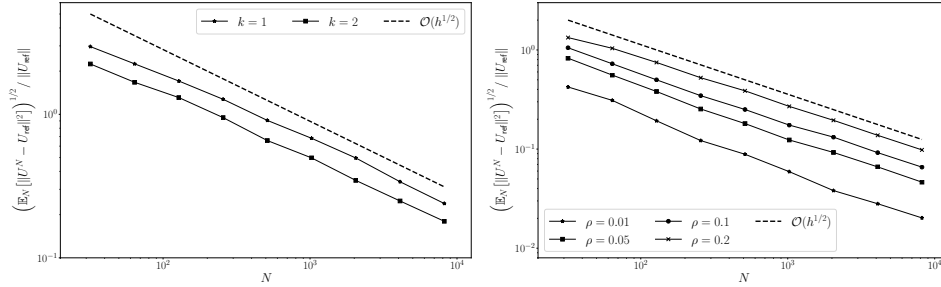 (𝔼_N [||U^N − U_ref||^2])^{1/2} / ||U_ref||
k = 1
k = 2
𝒪(h^{1/2})
10^0
10^{-1}
10^2
10^3
10^4
N
(𝔼_N [||U^N − U_ref||^2])^{1/2} / ||U_ref||
10^0
10^{-1}
10^{-2}
ρ = 0.01
ρ = 0.05
ρ = 0.1
ρ = 0.2
𝒪(h^{1/2})
10^2
10^3
10^4
N